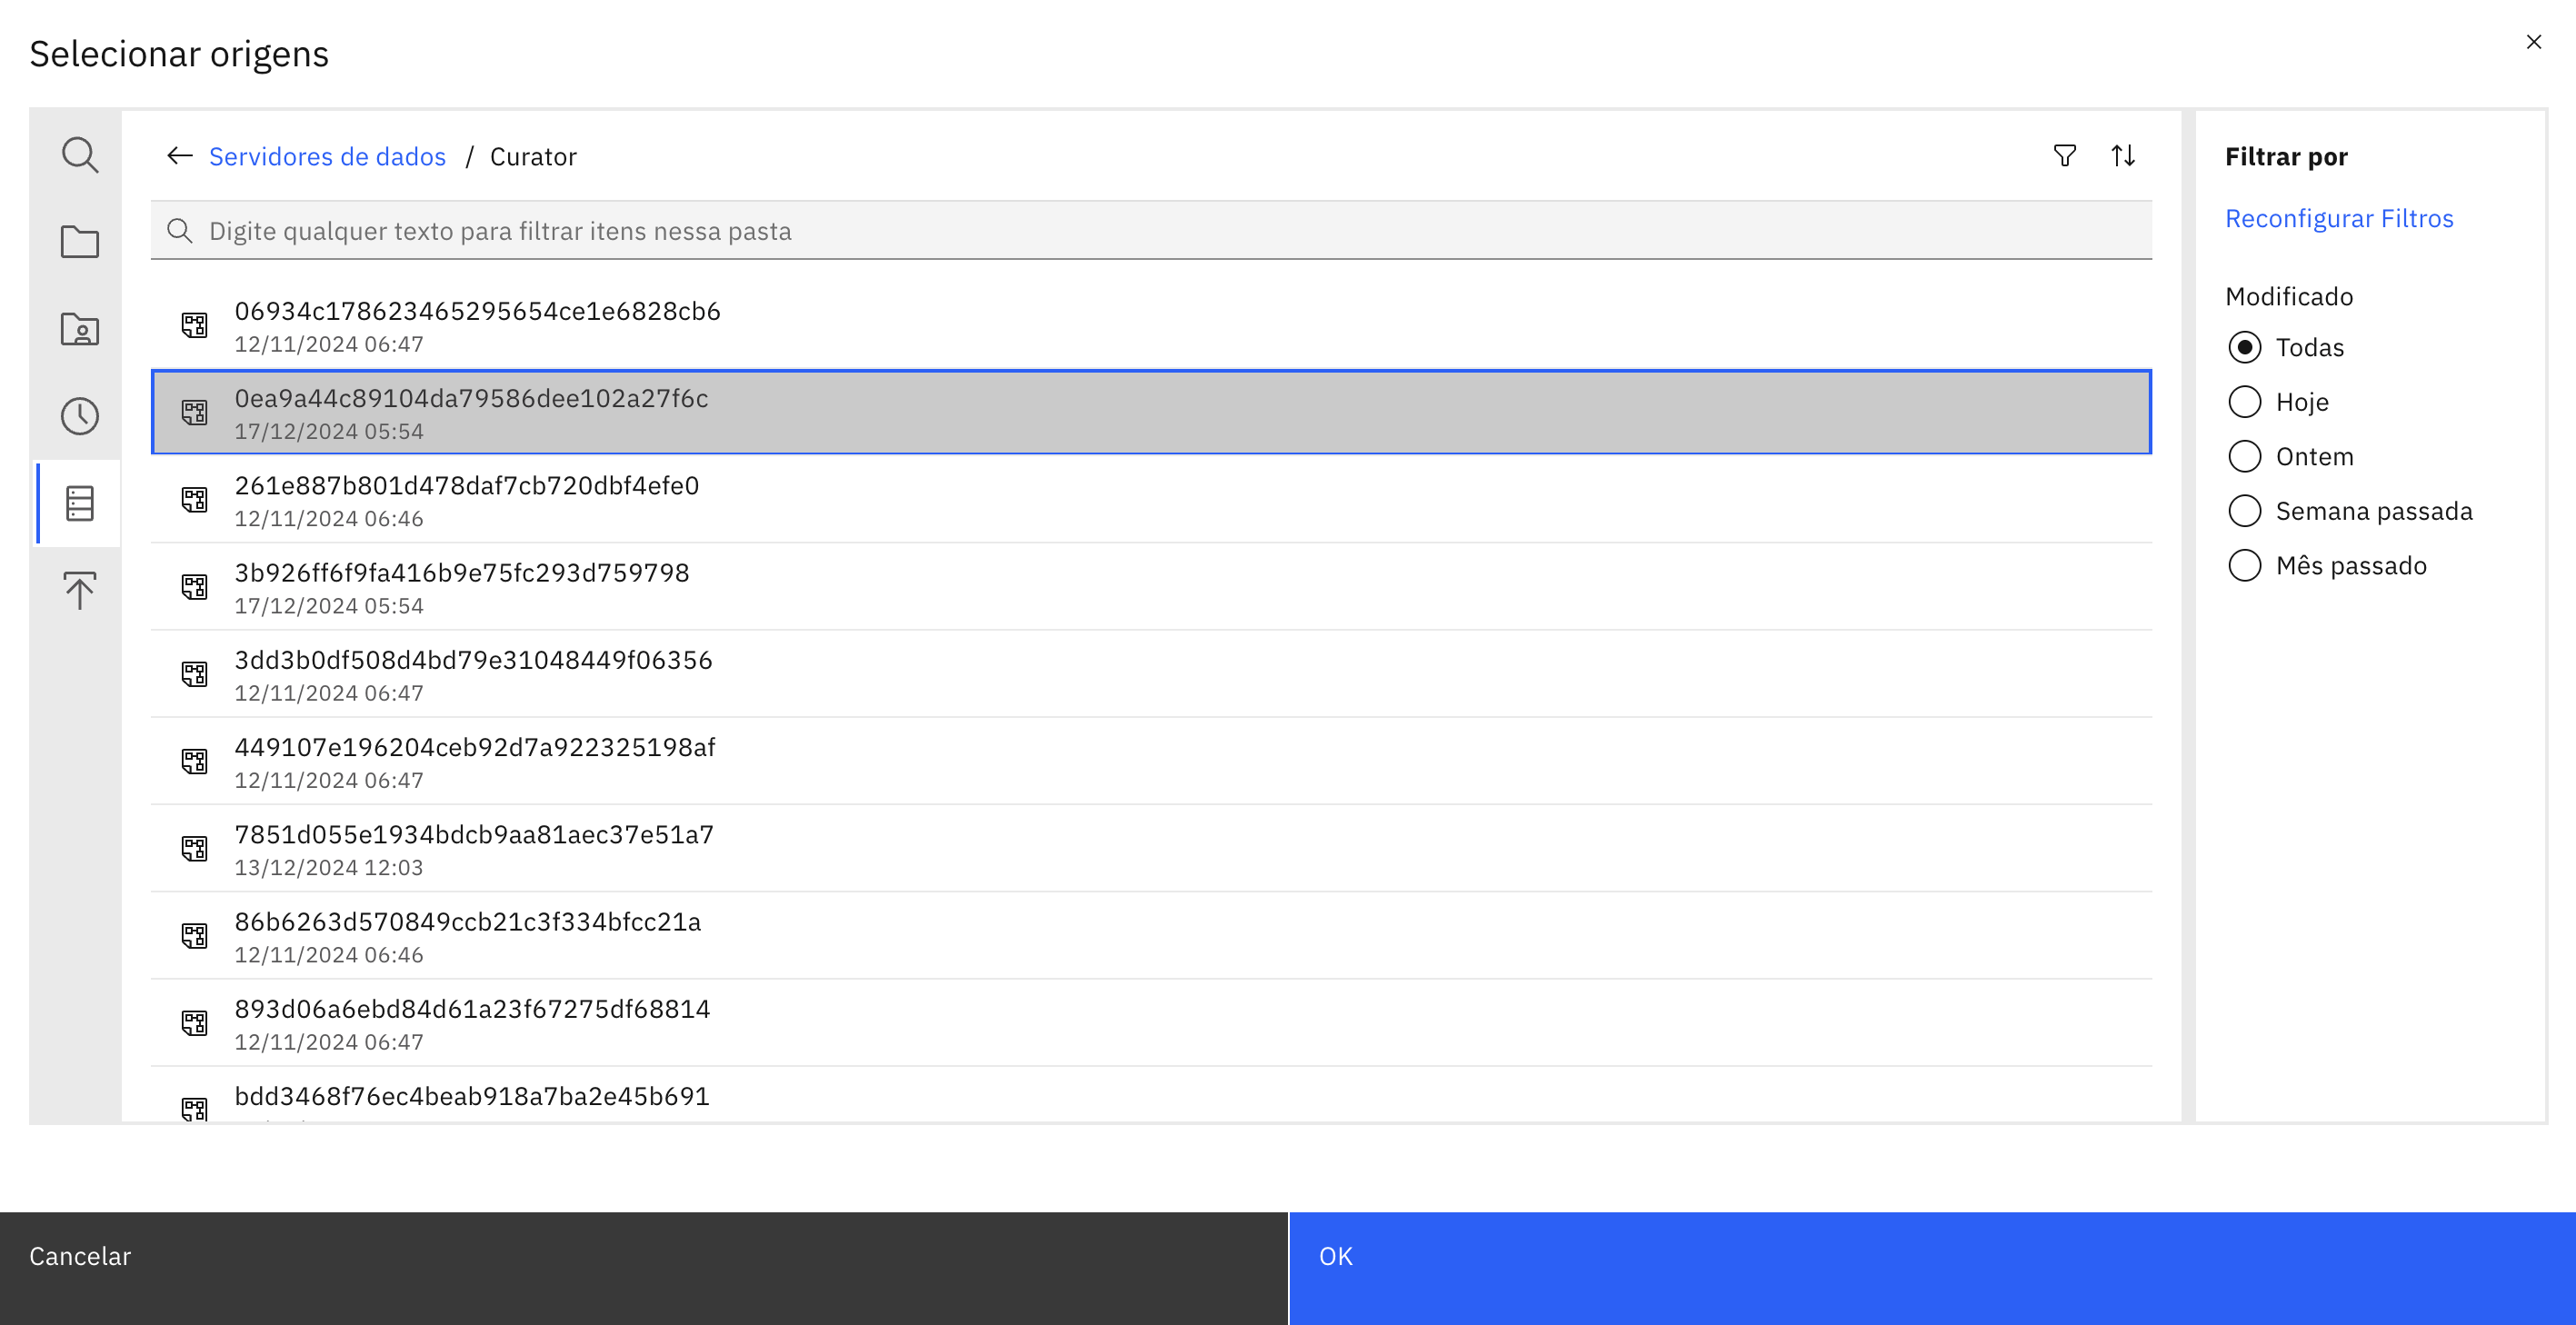 Selecionar origens
Servidores de dados / Curator
Digite qualquer texto para filtrar itens nessa pasta
06934c178623465295654ce1e6828cb6
12/11/2024 06:47
0ea9a44c89104da79586dee102a27f6c
17/12/2024 05:54
261e887b801d478daf7cb720dbf4efe0
12/11/2024 06:46
3b926ff6f9fa416b9e75fc293d759798
17/12/2024 05:54
3dd3b0df508d4bd79e31048449f06356
12/11/2024 06:47
449107e196204ceb92d7a922325198af
12/11/2024 06:47
7851d055e1934bdcb9aa81aec37e51a7
13/12/2024 12:03
86b6263d570849ccb21c3f334bfcc21a
12/11/2024 06:46
893d06a6ebd84d61a23f67275df68814
12/11/2024 06:47
bdd3468f76ec4beab918a7ba2e45b691
Filtrar por
Reconfigurar Filtros
Modificado
Todas
Hoje
Ontem
Semana passada
Mês passado
Cancelar
OK